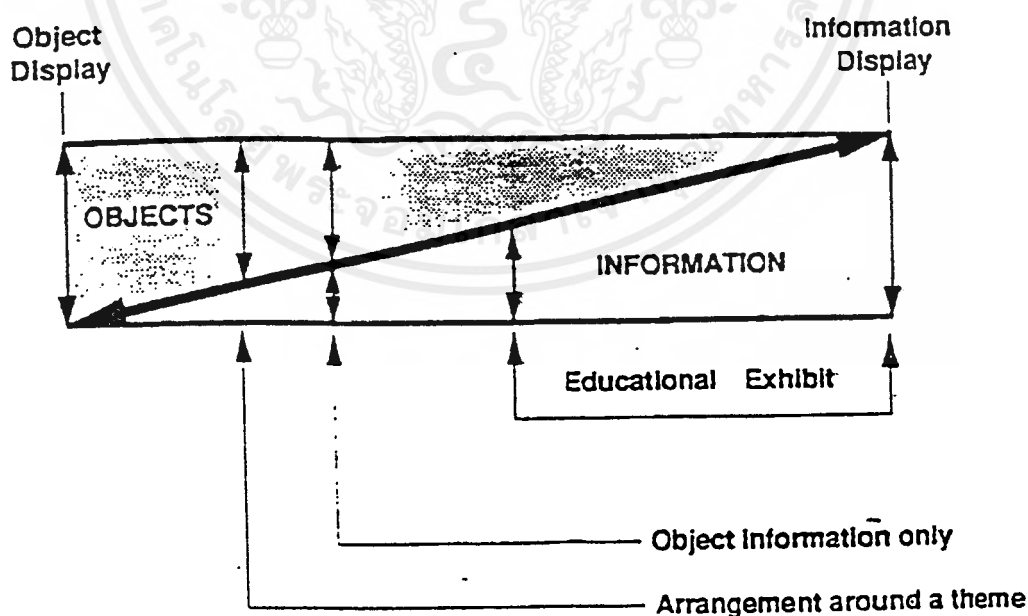 Object
Display
Information
Display
OBJECTS
INFORMATION
Educational Exhibit
Object Information only
Arrangement around a theme